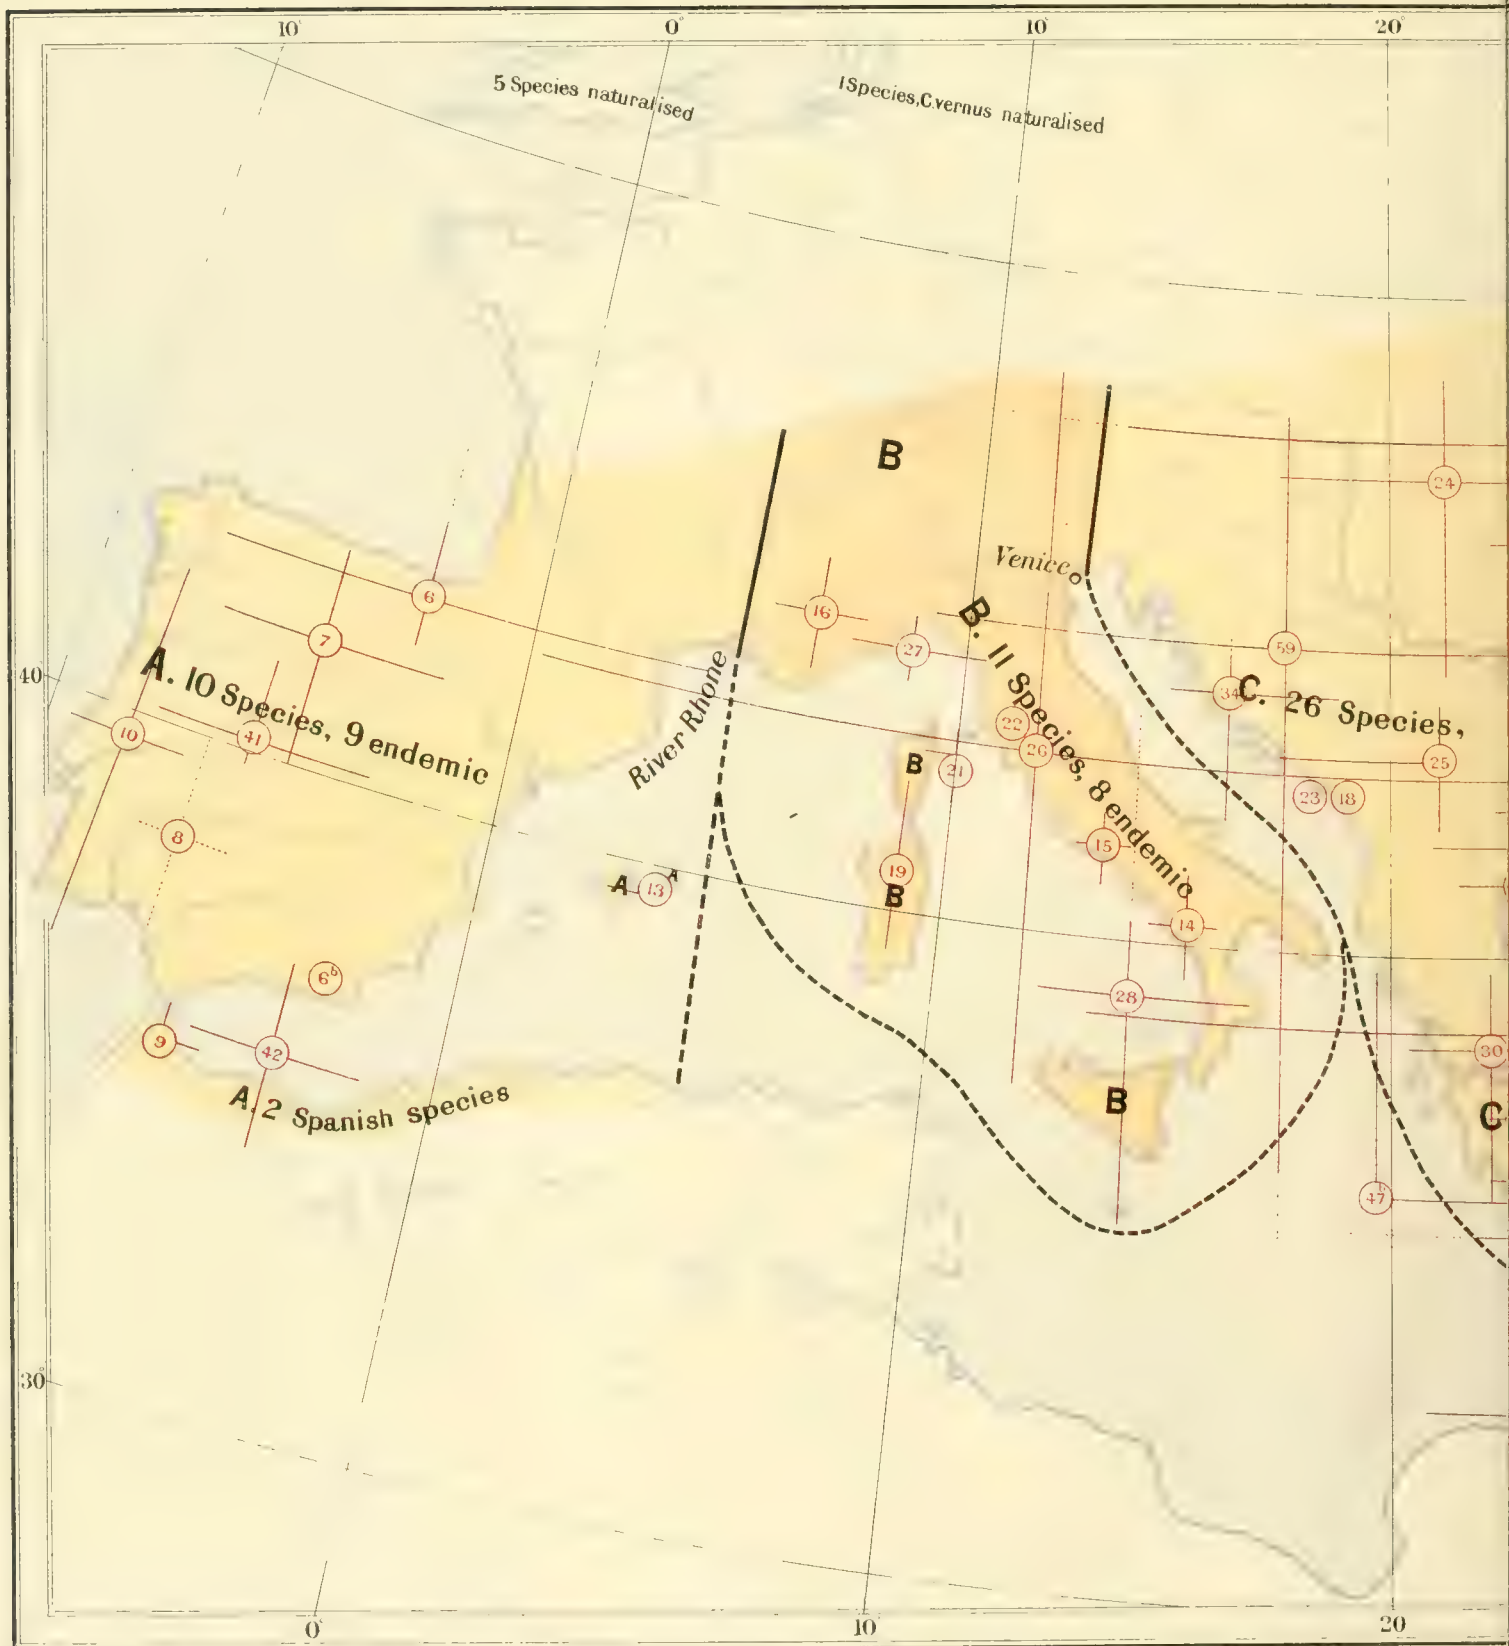 10°
0°
10°
20°
5 Species naturalised
1 Species, C.vernus naturalised
B
24
Venice
6
16
7
27
59
40
A. 10 Species, 9 endemic
River Rhone
B. 11 Species, 8 endemic
34
C. 26 Species,
10
41
22
26
B
21
25
23
18
8
15
A
13
A
19
B
14
6b
28
9
42
30
A. 2 Spanish species
B
C
47
30°
0°
10°
20